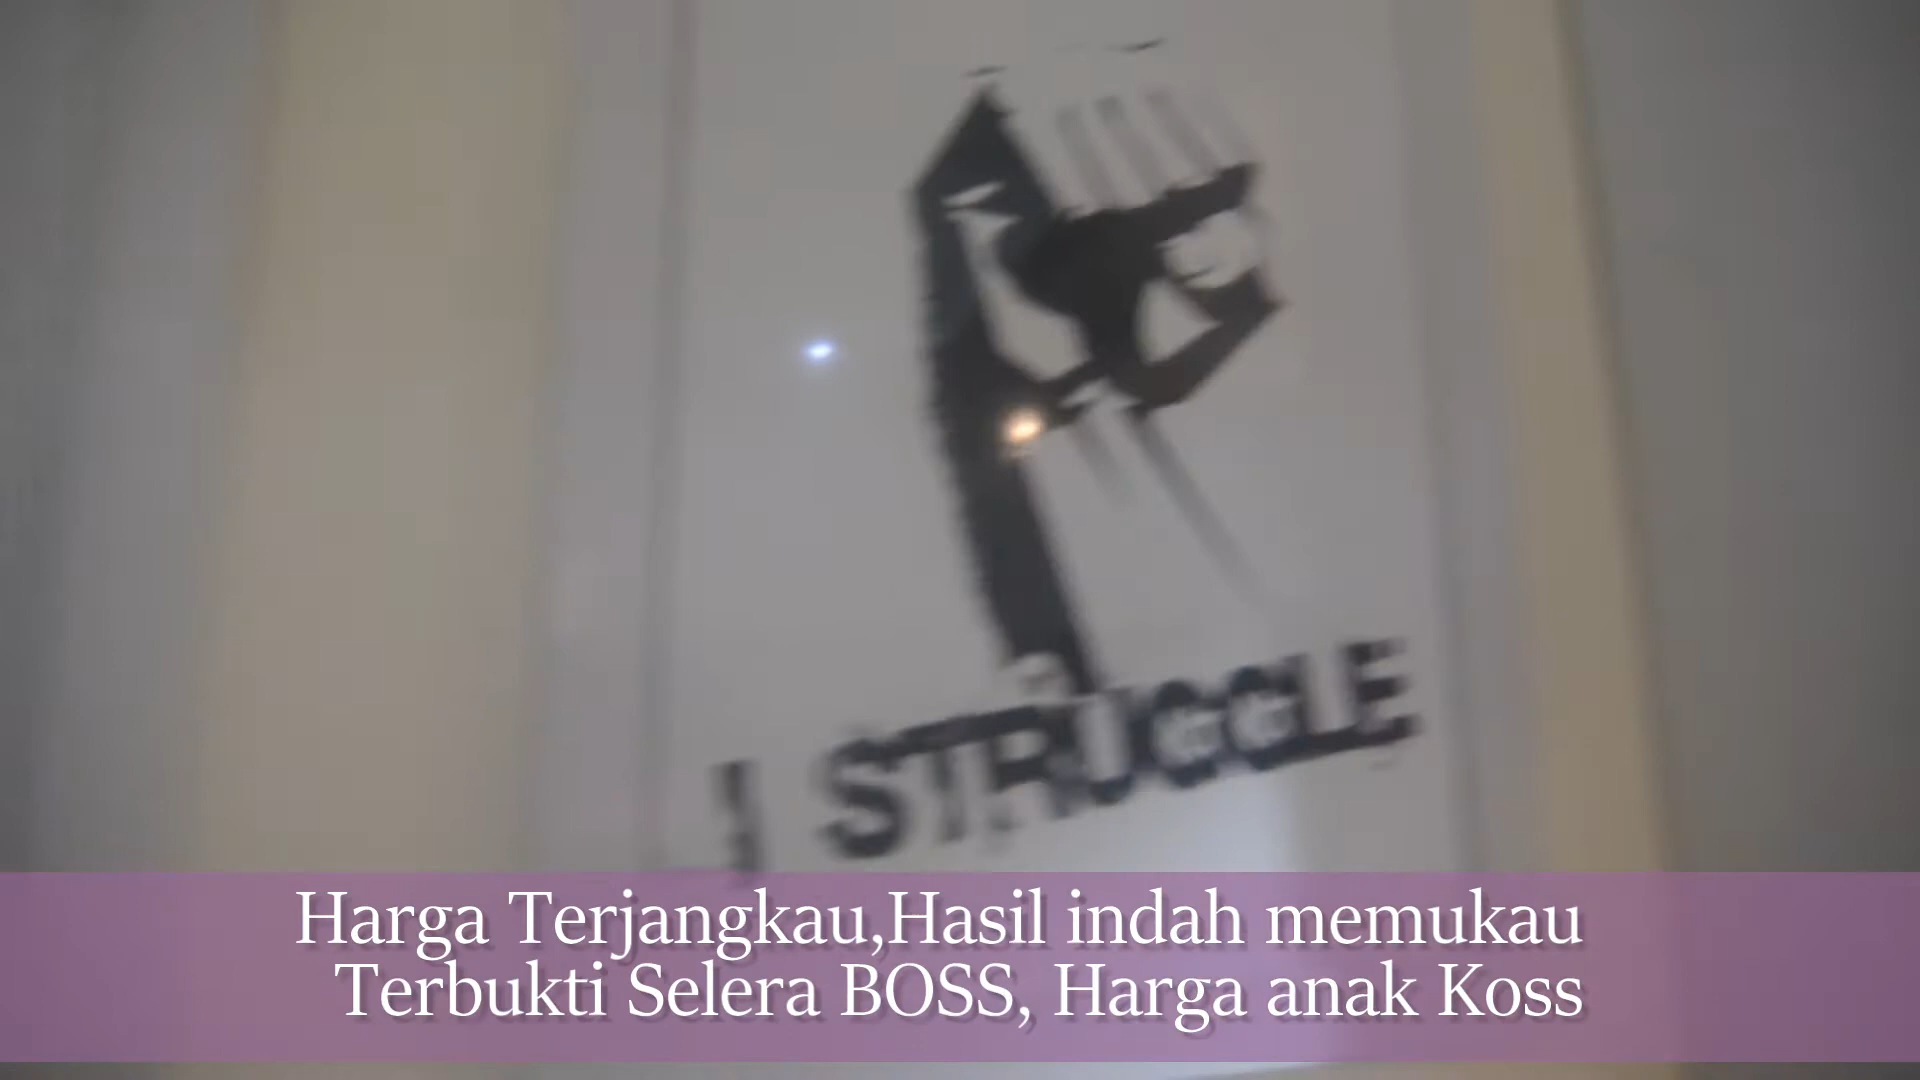 I STRUGGLE
Harga Terjangkau,Hasil indah memukau
Terbukti Selera BOSS, Harga anak Koss